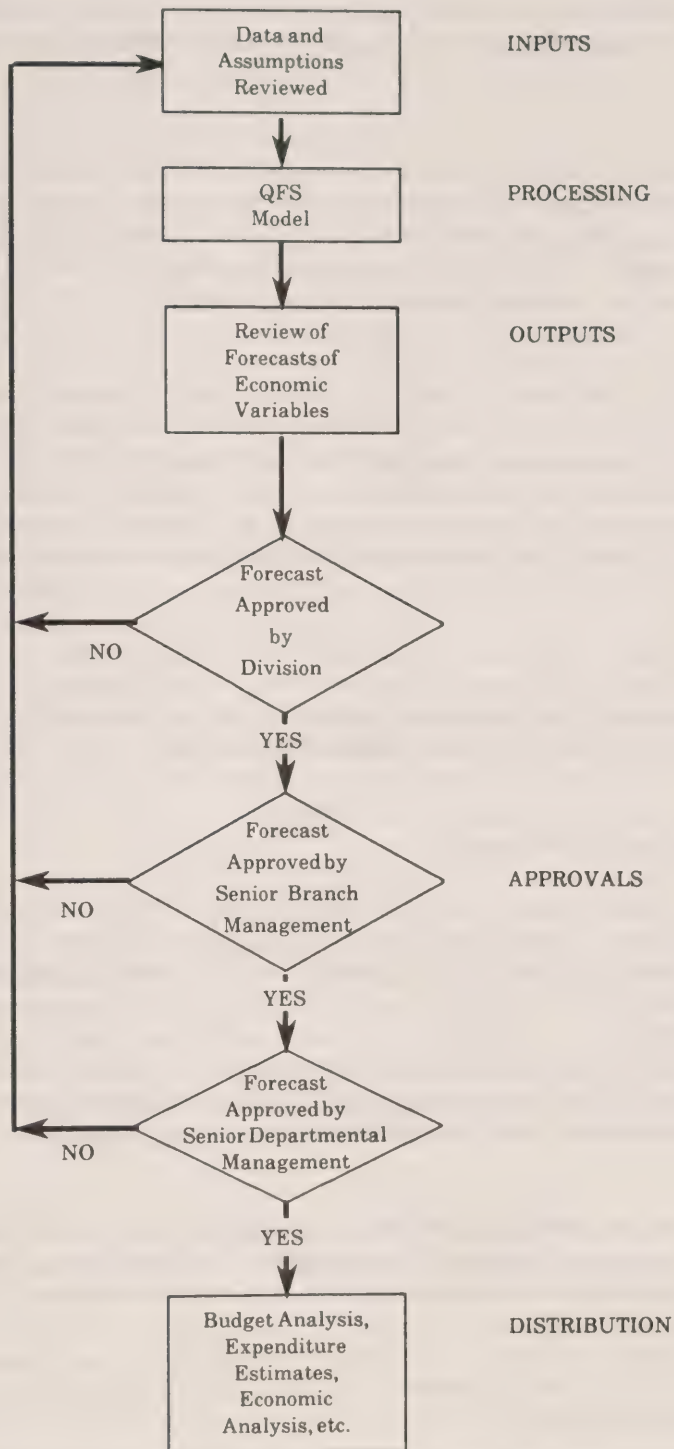 Data and
Assumptions
Reviewed
INPUTS
QFS
Model
PROCESSING
Review of
Forecasts of
Economic
Variables
OUTPUTS
Forecast
Approved
by
Division
NO
YES
Forecast
Approved by
Senior Branch
Management
APPROVALS
NO
YES
Forecast
Approved by
Senior Departmental
Management
NO
YES
Budget Analysis,
Expenditure
Estimates,
Economic
Analysis, etc.
DISTRIBUTION